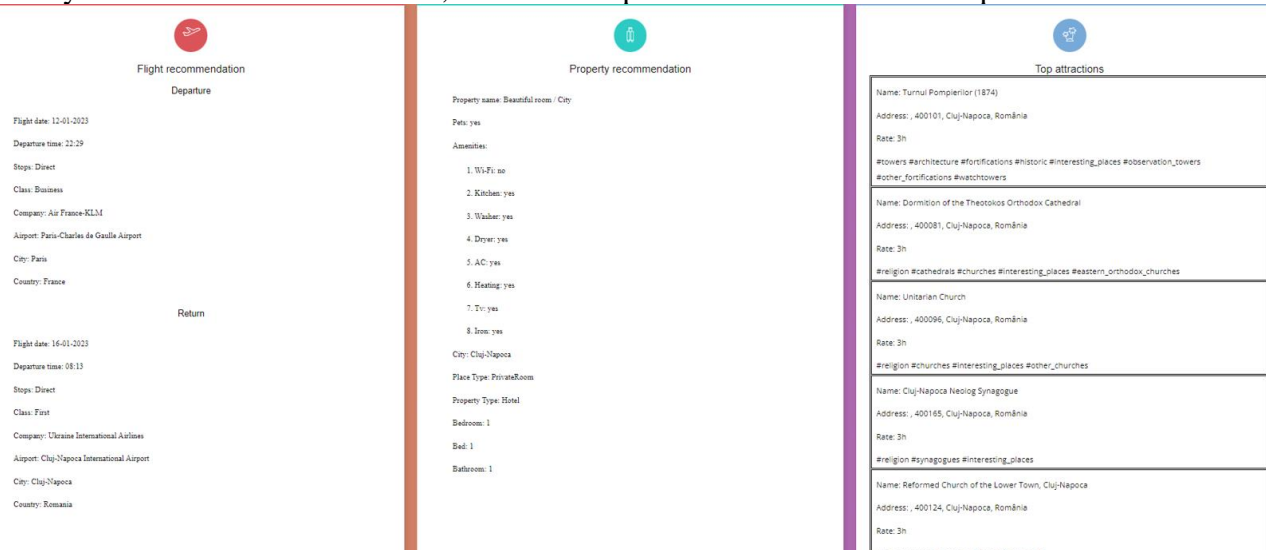 Flight recommendation
Departure
Flight date: 12-01-2023
Departure time: 22:29
Stops: Direct
Class: Business
Company: Air France-KLM
Airport: Paris-Charles de Gaulle Airport
City: Paris
Country: France
Return
Flight date: 16-01-2023
Departure time: 08:13
Stops: Direct
Class: First
Company: Ukraine International Airlines
Airport: Cluj-Napoca International Airport
City: Cluj-Napoca
Country: Romania
Property recommendation
Property name: Beautiful room / City
Pets: yes
Amenities:
1. Wi-Fi: no
2. Kitchen: yes
3. Washer: yes
4. Dryer: yes
5. AC: yes
6. Heating: yes
7. Tv: yes
8. Iron: yes
City: Cluj-Napoca
Place Type: PrivateRoom
Property Type: Hotel
Bedroom: 1
Bed: 1
Bathroom: 1
Top attractions
Name: Turnul Pompierilor (1874)
Address: , 400101, Cluj-Napoca, România
Rate: 3h
#towers #architecture #fortifications #historic #interesting_places #observation_towers
#other_fortifications #watchtowers
Name: Dormition of the Theotokos Orthodox Cathedral
Address: , 400081, Cluj-Napoca, România
Rate: 3h
#religion #cathedrals #churches #interesting_places #eastern_orthodox_churches
Name: Unitarian Church
Address: , 400096, Cluj-Napoca, România
Rate: 3h
#religion #churches #interesting_places #other_churches
Name: Cluj-Napoca Neolog Synagogue
Address: , 400165, Cluj-Napoca, România
Rate: 3h
#religion #synagogues #interesting_places
Name: Reformed Church of the Lower Town, Cluj-Napoca
Address: , 400124, Cluj-Napoca, România
Rate: 3h